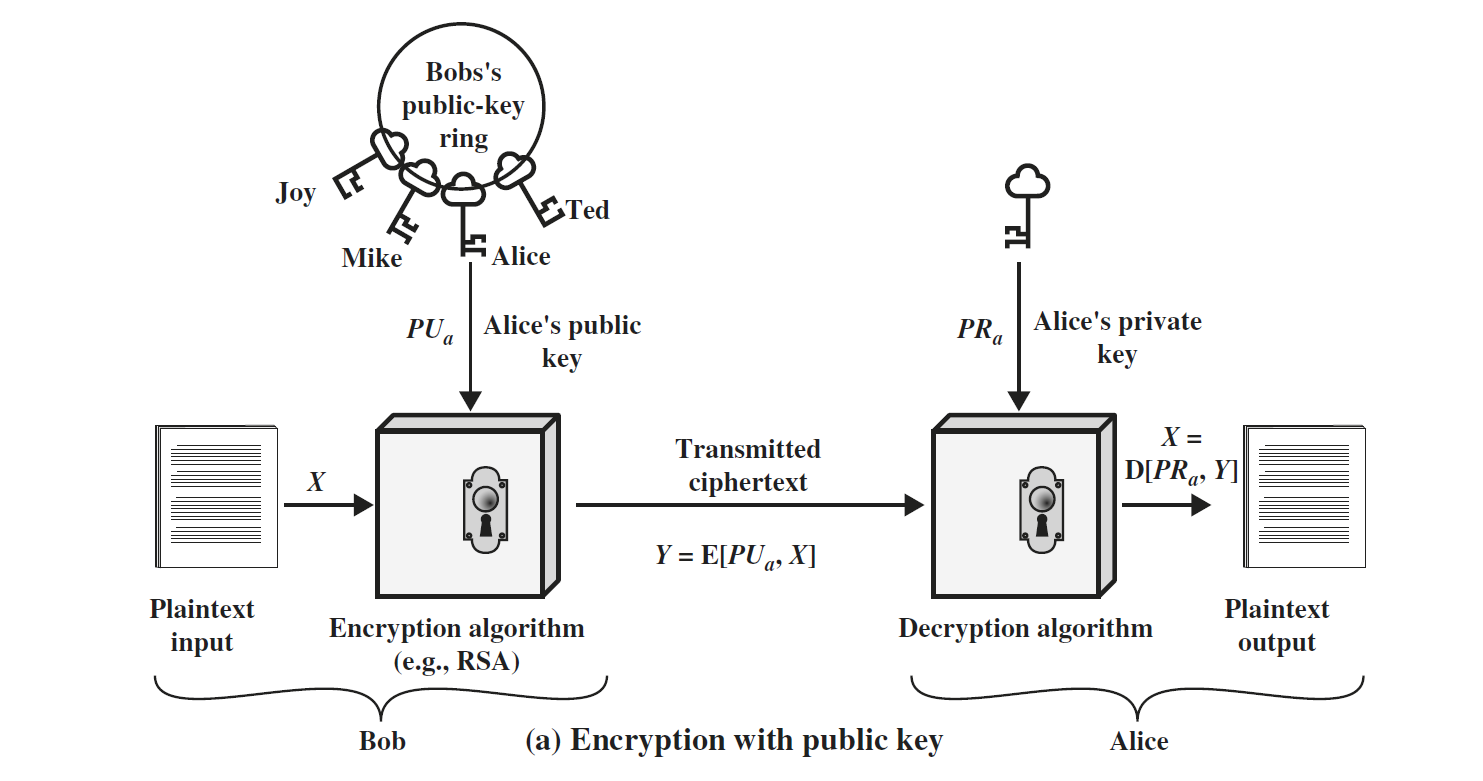 Bobs's
public-key
ring
Joy
Mike
Alice
Ted
PUa
Alice's public
key
PRa
Alice's private
key
X
Transmitted
ciphertext
Y = E[PUa, X]
X =
D[PRa, Y]
Plaintext
input
Encryption algorithm
(e.g., RSA)
Decryption algorithm
Plaintext
output
Bob
(a) Encryption with public key
Alice